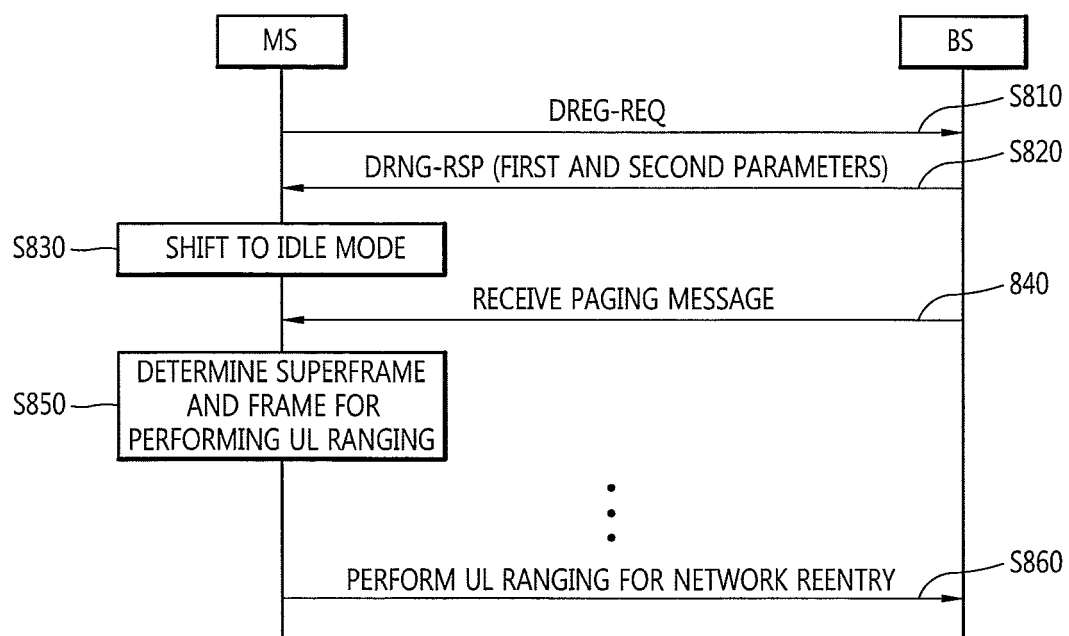 MS
BS
DREG-REQ
S810
DRNG-RSP (FIRST AND SECOND PARAMETERS)
S820
S830
SHIFT TO IDLE MODE
RECEIVE PAGING MESSAGE
840
S850
DETERMINE SUPERFRAME
AND FRAME FOR
PERFORMING UL RANGING
PERFORM UL RANGING FOR NETWORK REENTRY
S860